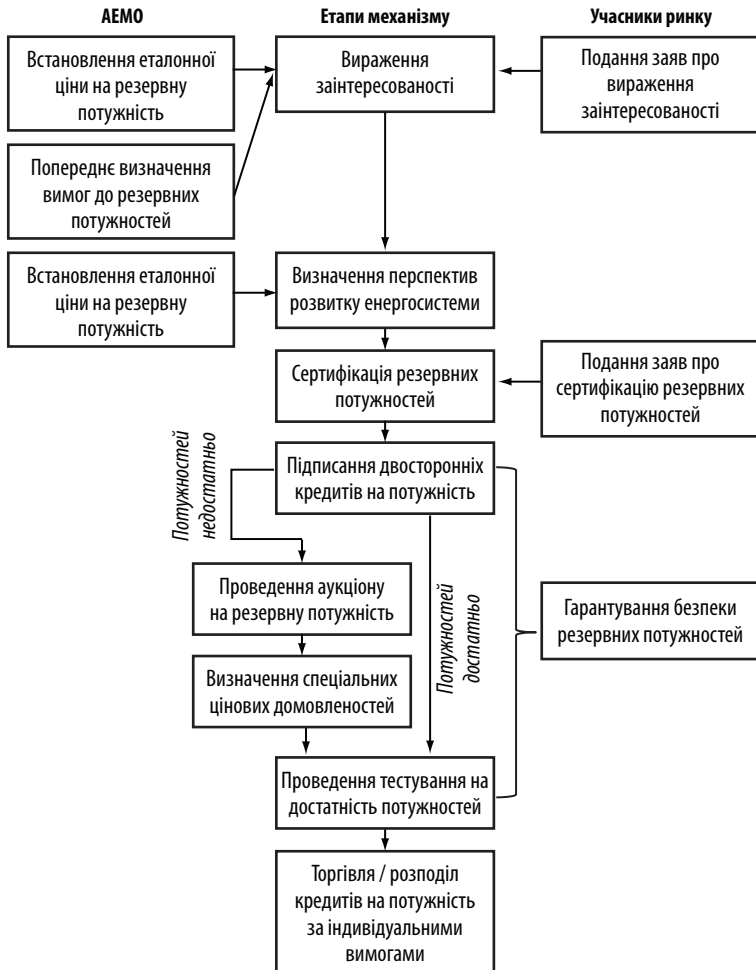 АЕМО
Етапи механізму
Учасники ринку
Встановлення еталонної
ціни на резервну
потужність
Вираження
заінтересованості
Подання заяв про
вираження
заінтересованості
Попереднє визначення
вимог до резервних
потужностей
Встановлення еталонної
ціни на резервну
потужність
Визначення перспектив
розвитку енергосистеми
Сертифікація резервних
потужностей
Подання заяв про
сертифікацію резервних
потужностей
Підписання двосторонніх
кредитів на потужність
Потужностей
недостатньо
Проведення аукціону
на резервну потужність
Потужностей
достатньо
Гарантування безпеки
резервних потужностей
Визначення спеціальних
цінових домовленостей
Проведення тестування на
достатність потужностей
Торгівля / розподіл
кредитів на потужність
за індивідуальними
вимогами